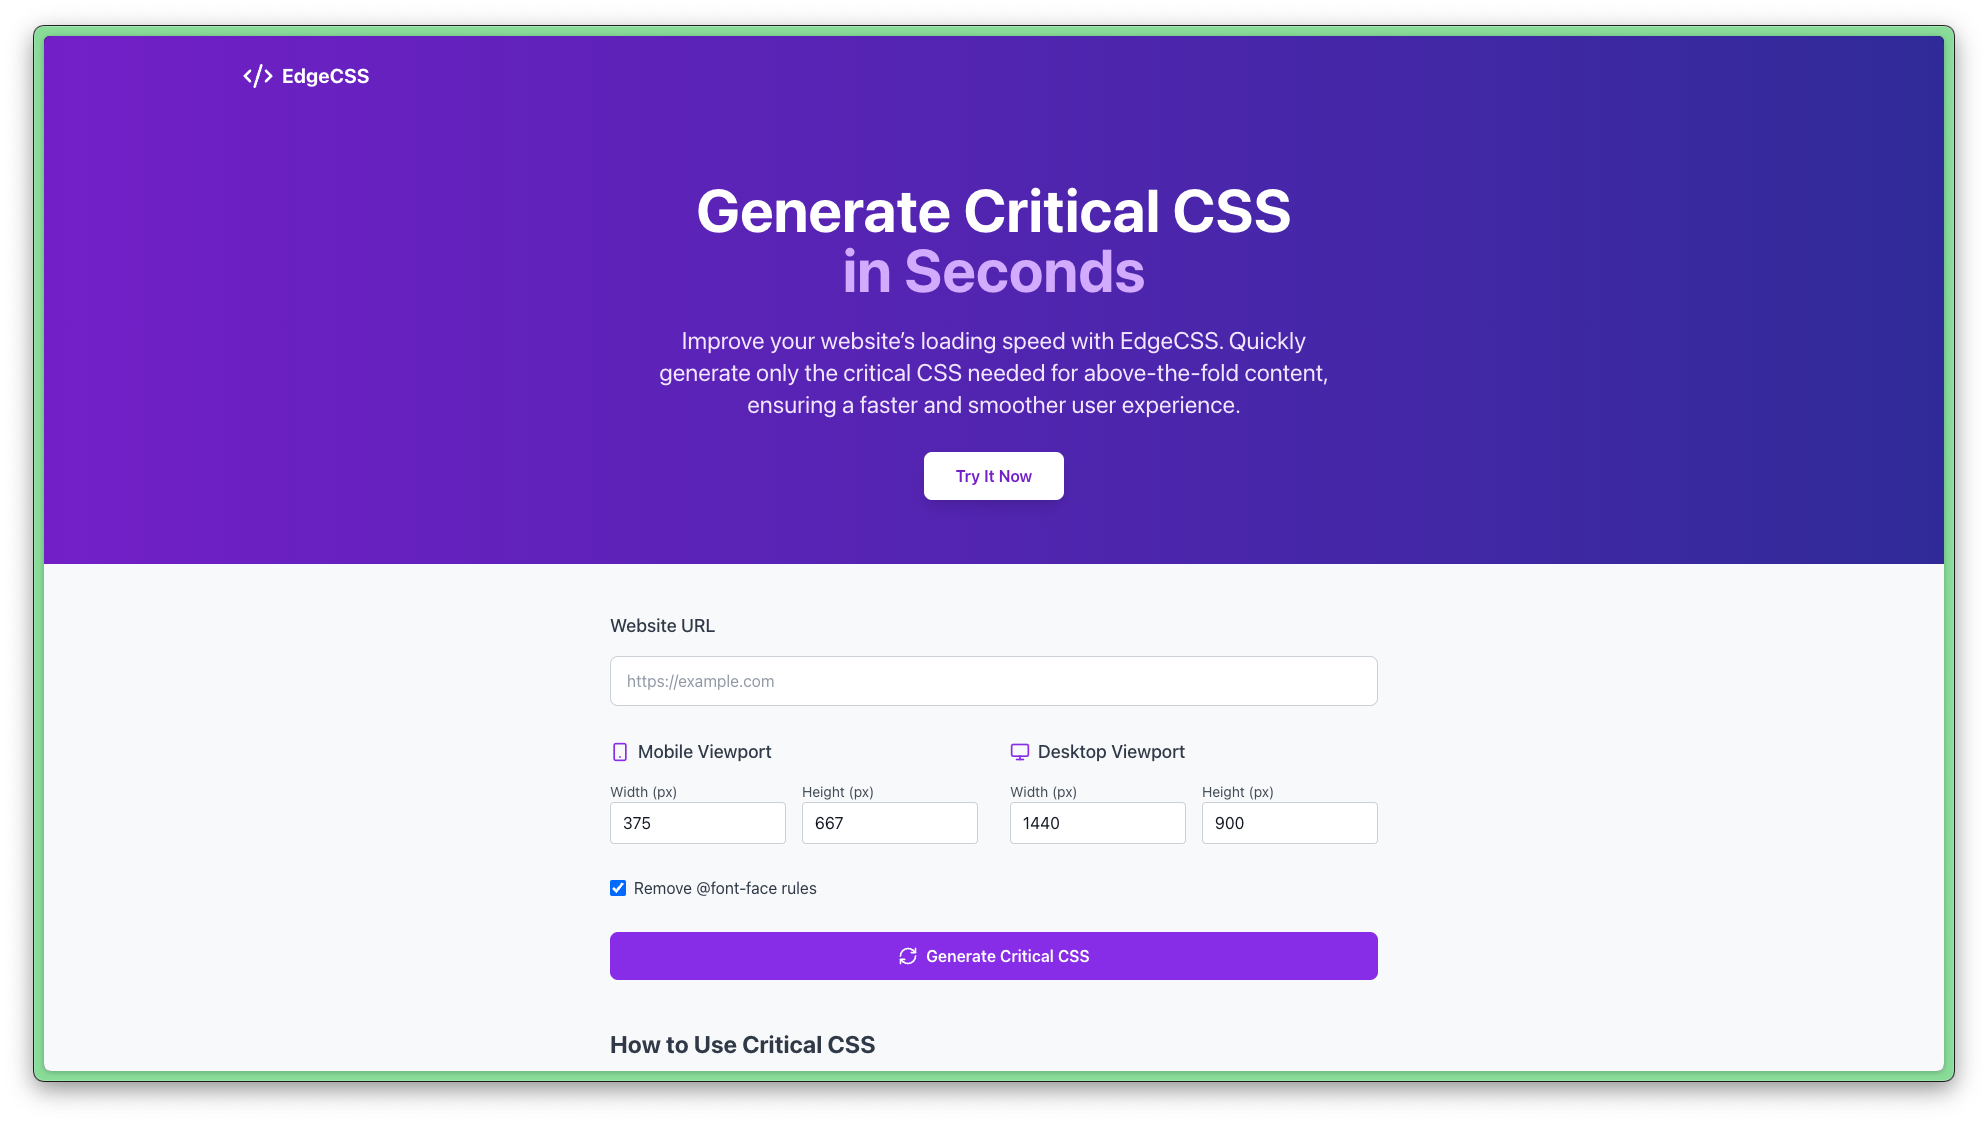 EdgeCSS
Generate Critical CSS
in Seconds
Improve your website’s loading speed with EdgeCSS. Quickly
generate only the critical CSS needed for above-the-fold content,
ensuring a faster and smoother user experience.
Try It Now
Website URL
https://example.com
Mobile Viewport
Width (px) Height (px)
375 667
Desktop Viewport
Width (px) Height (px)
1440 900
Remove @font-face rules
Generate Critical CSS
How to Use Critical CSS